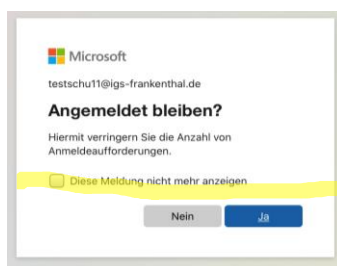 Microsoft
testschu11@igs-frankenthal.de
Angemeldet bleiben?
Hiermit verringern Sie die Anzahl von
Anmeldeaufforderungen.
Diese Meldung nicht mehr anzeigen
Nein
Ja